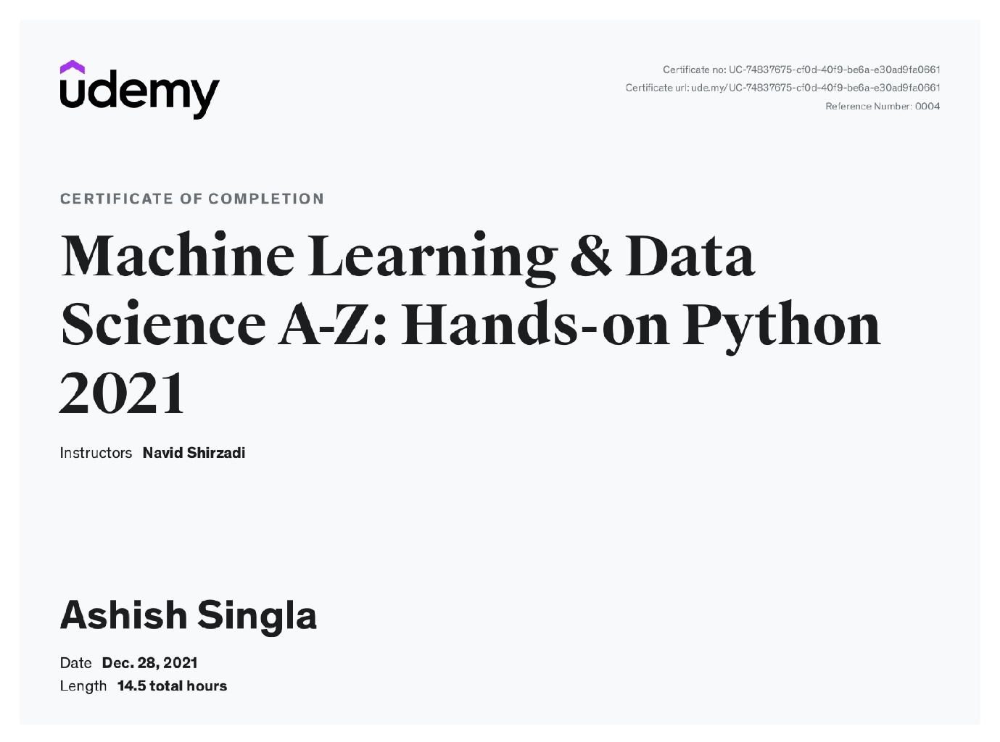 udemy
Certificate no: UC-74837675-cf0d-40f9-be6a-e30ad9fa0661
Certificate url: ude.my/UC-74837675-cf0d-40f9-be6a-e30ad9fa0661
Reference Number: 0004
CERTIFICATE OF COMPLETION
Machine Learning & Data
Science A-Z: Hands-on Python
2021
Instructors Navid Shirzadi
Ashish Singla
Date Dec. 28, 2021
Length 14.5 total hours